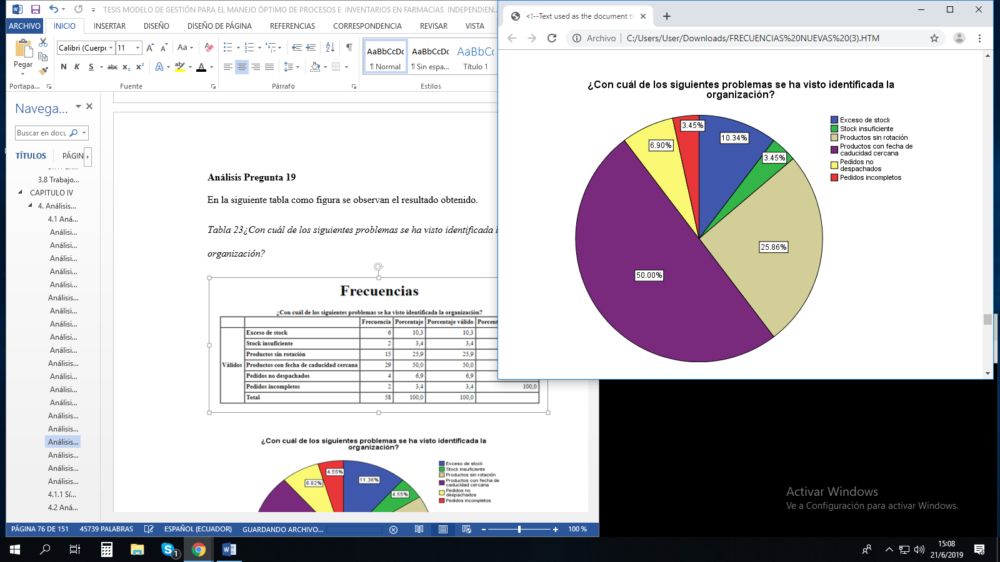 TESIS MODELO DE GESTIÓN PARA EL MANEJO ÓPTIMO DE PROCESOS E INVENTARIOS EN FARMACIAS INDEPENDIEN...
ARCHIVO INICIO INSERTAR DISEÑO DISEÑO DE PÁGINA REFERENCIAS CORRESPONDENCIA REVISAR VISTA
Calibri (Cuerpo 11
Pegar
N K S abc x₂ x²
AaBbCcDc AaBbCcDc AaBbCc
¶ Normal ¶ Sin espa... Título 1
Portapa... Fuente Párrafo Estilos
Navega...
Buscar en docu
TÍTULOS PÁGIN
3.8 Trabajo...
CAPITULO IV
4. Análisis...
4.1 Aná...
Análisi...
Análisi...
Análisi...
Análisi...
Análisi...
Análisis...
Análisi...
Análisi...
Análisi...
Análisi...
Análisis...
Análisi...
Análisi...
Análisi...
Análisis...
Análisis...
Análisis...
Análisis...
Análisis...
Análisis...
4.1.1 Sí...
4.2 Aná...
Análisis Pregunta 19
En la siguiente tabla como figura se observan el resultado obtenido.
Tabla 23¿Con cuál de los siguientes problemas se ha visto identificada l
organización?
Frecuencias
¿Con cuál de los siguientes problemas se ha visto identificada la organización?
Frecuencia Porcentaje Porcentaje válido Porcent
Válidos
Exceso de stock 6 10,3 10,3
Stock insuficiente 2 3,4 3,4
Productos sin rotación 15 25,9 25,9
Productos con fecha de caducidad cercana 29 50,0 50,0
Pedidos no despachados 4 6,9 6,9
Pedidos incompletos 2 3,4 3,4 100,0
Total 58 100,0 100,0
¿Con cuál de los siguientes problemas se ha visto identificada la
organización?
4.55%
11.36%
6.82%
4.55%
Exceso de stock
Stock insuficiente
Productos sin rotación
Productos con fecha de
caducidad cercana
Pedidos no
despachados
Pedidos incompletos
PÁGINA 76 DE 151 45739 PALABRAS ESPAÑOL (ECUADOR) GUARDANDO ARCHIVO... 100 %
<!--Text used as the document ti
Archivo C:/Users/User/Downloads/FRECUENCIAS%20NUEVAS%20(3).HTM
¿Con cuál de los siguientes problemas se ha visto identificada la
organización?
3.45%
10.34%
6.90%
3.45%
25.86%
50.00%
Exceso de stock
Stock insuficiente
Productos sin rotación
Productos con fecha de
caducidad cercana
Pedidos no
despachados
Pedidos incompletos
Activar Windows
Ve a Configuración para activar Windows.
1
15:08
21/6/2019